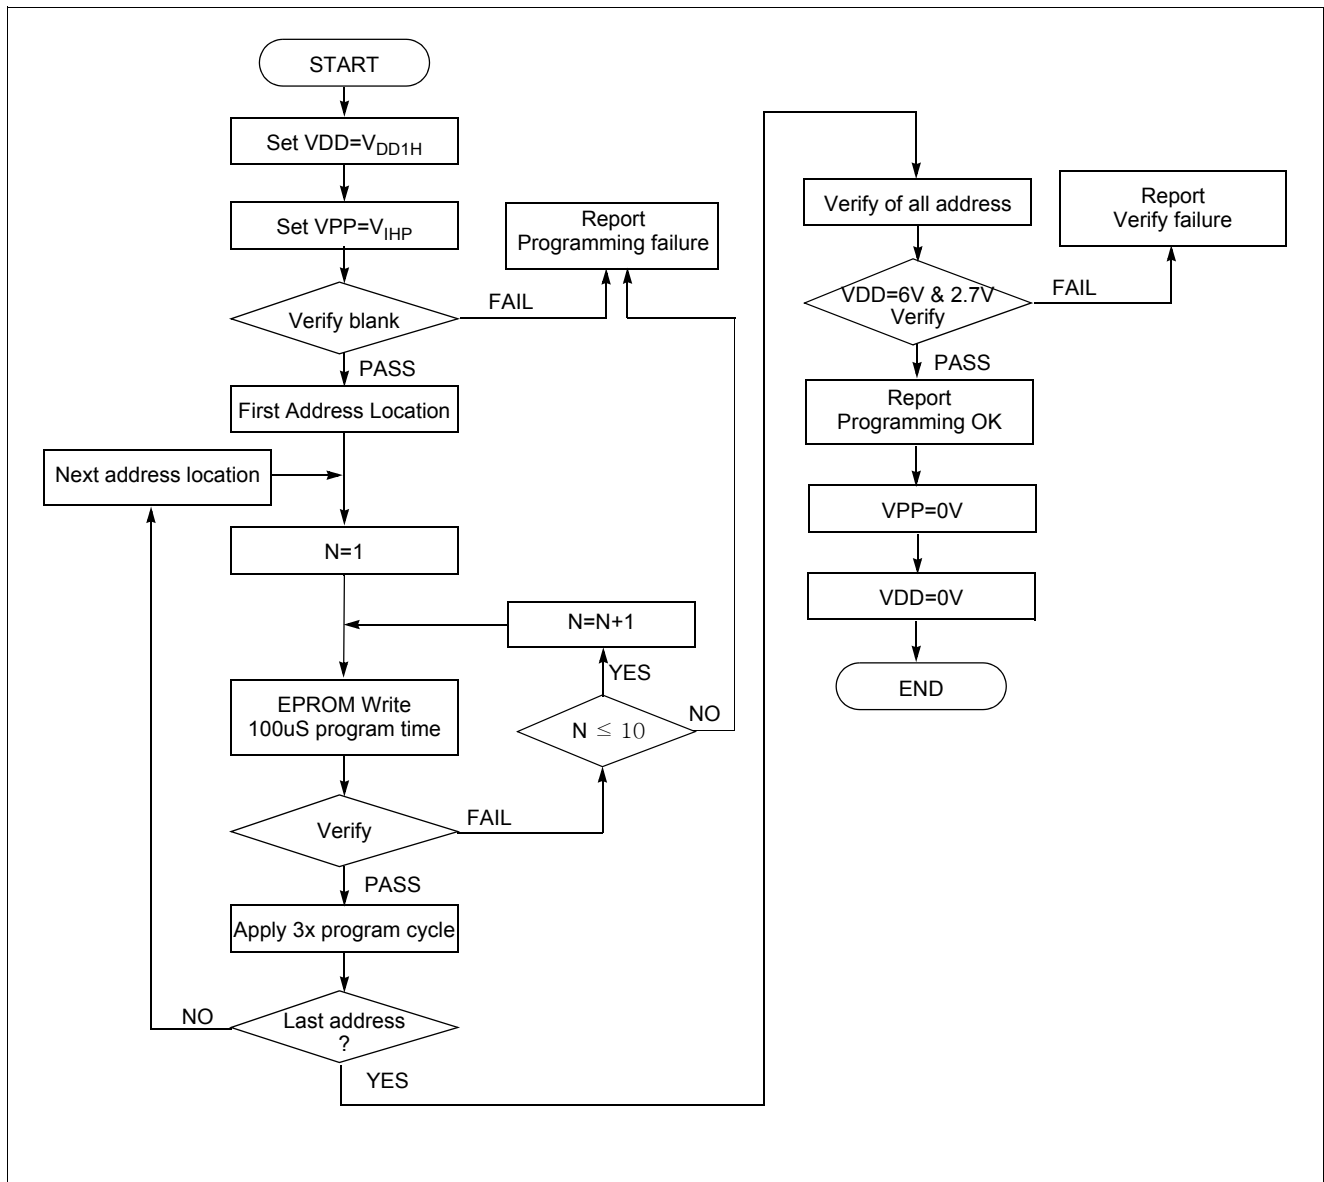 START
Set VDD=VDD1H
Set VPP=VIHP
Report
Programming failure
Verify blank
FAIL
PASS
First Address Location
Next address location
N=1
N=N+1
YES
EPROM Write
100uS program time
N ≤ 10
NO
Verify
FAIL
PASS
Apply 3x program cycle
Last address
?
NO
YES
Verify of all address
Report
Verify failure
VDD=6V & 2.7V
Verify
FAIL
PASS
Report
Programming OK
VPP=0V
VDD=0V
END